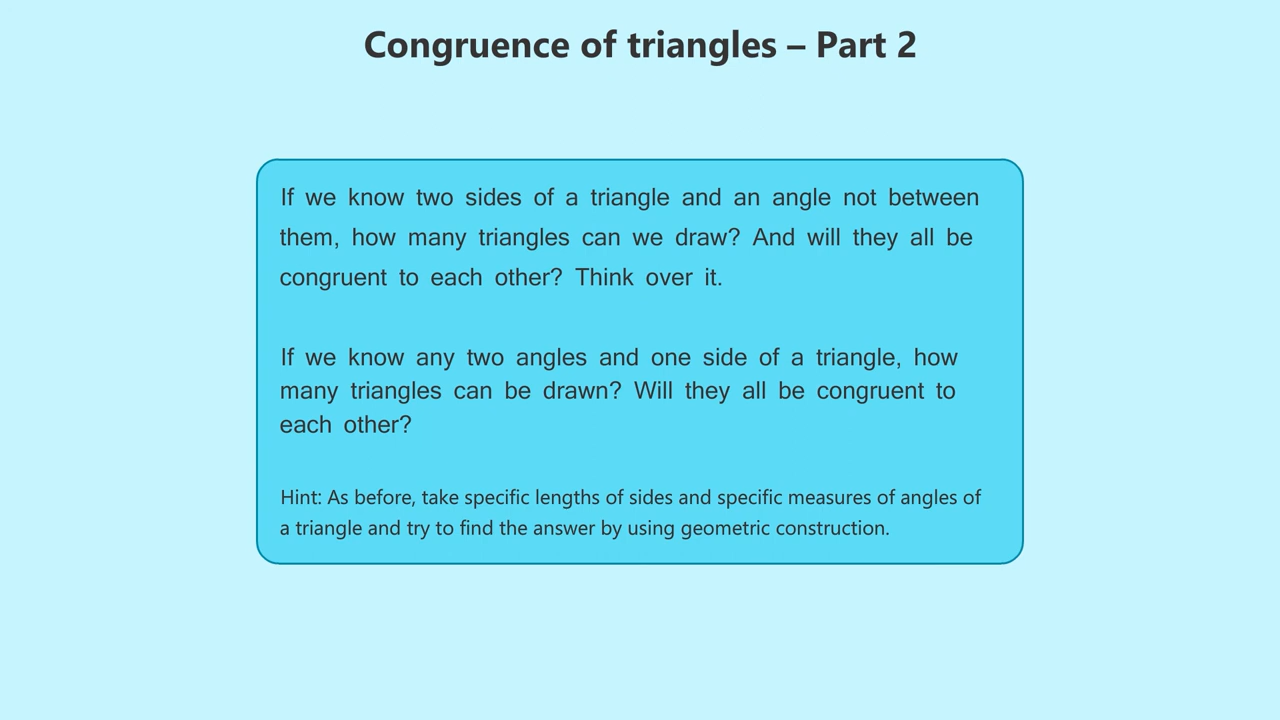 Congruence of triangles – Part 2
If we know two sides of a triangle and an angle not between
them, how many triangles can we draw? And will they all be
congruent to each other? Think over it.
If we know any two angles and one side of a triangle, how
many triangles can be drawn? Will they all be congruent to
each other?
Hint: As before, take specific lengths of sides and specific measures of angles of
a triangle and try to find the answer by using geometric construction.